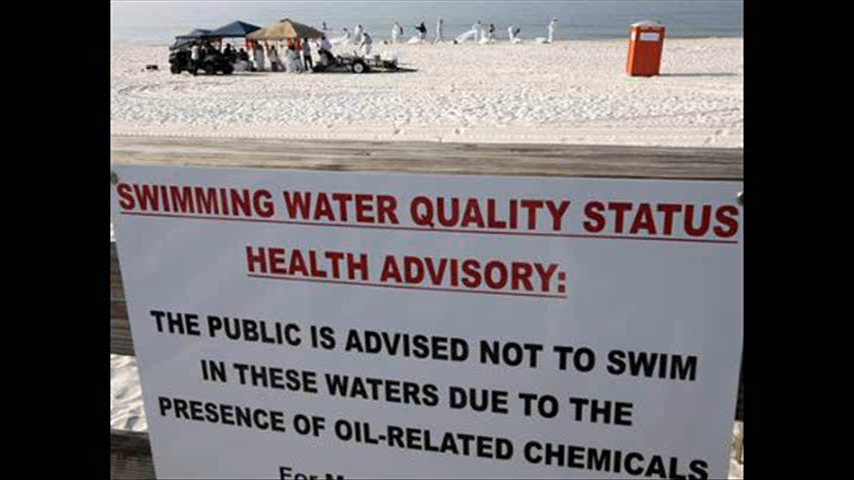 SWIMMING WATER QUALITY STATUS
HEALTH ADVISORY:
THE PUBLIC IS ADVISED NOT TO SWIM
IN THESE WATERS DUE TO THE
PRESENCE OF OIL-RELATED CHEMICALS
For